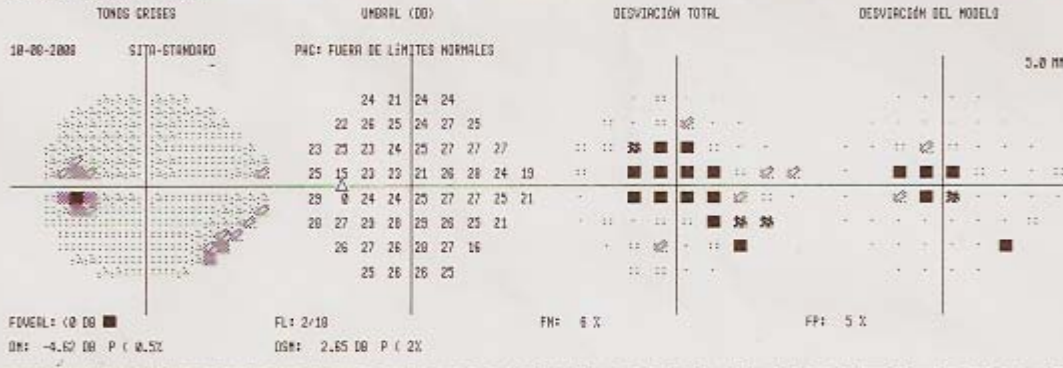 TONOS GRISES UMBRAL (DB) DESVIACIÓN TOTAL DESVIACIÓN DEL MODELO
10-08-2008 SITA-STANDARD PHC: FUERA DE LÍMITES NORMALES
5.0 MM
24 21 24 24
22 26 25 24 27 25
23 25 23 24 25 27 27 27
25 15 23 23 21 26 28 24 19
29 0 24 24 25 27 27 25 21
28 27 23 28 29 26 23 21
26 27 26 28 27 16
25 26 26 25
FOVEAL: <0 DB ■ FL: 2/18 FN: 6 % FP: 5 %
DM: -4.62 DB P < 0.5% DSM: 2.65 DB P < 2%